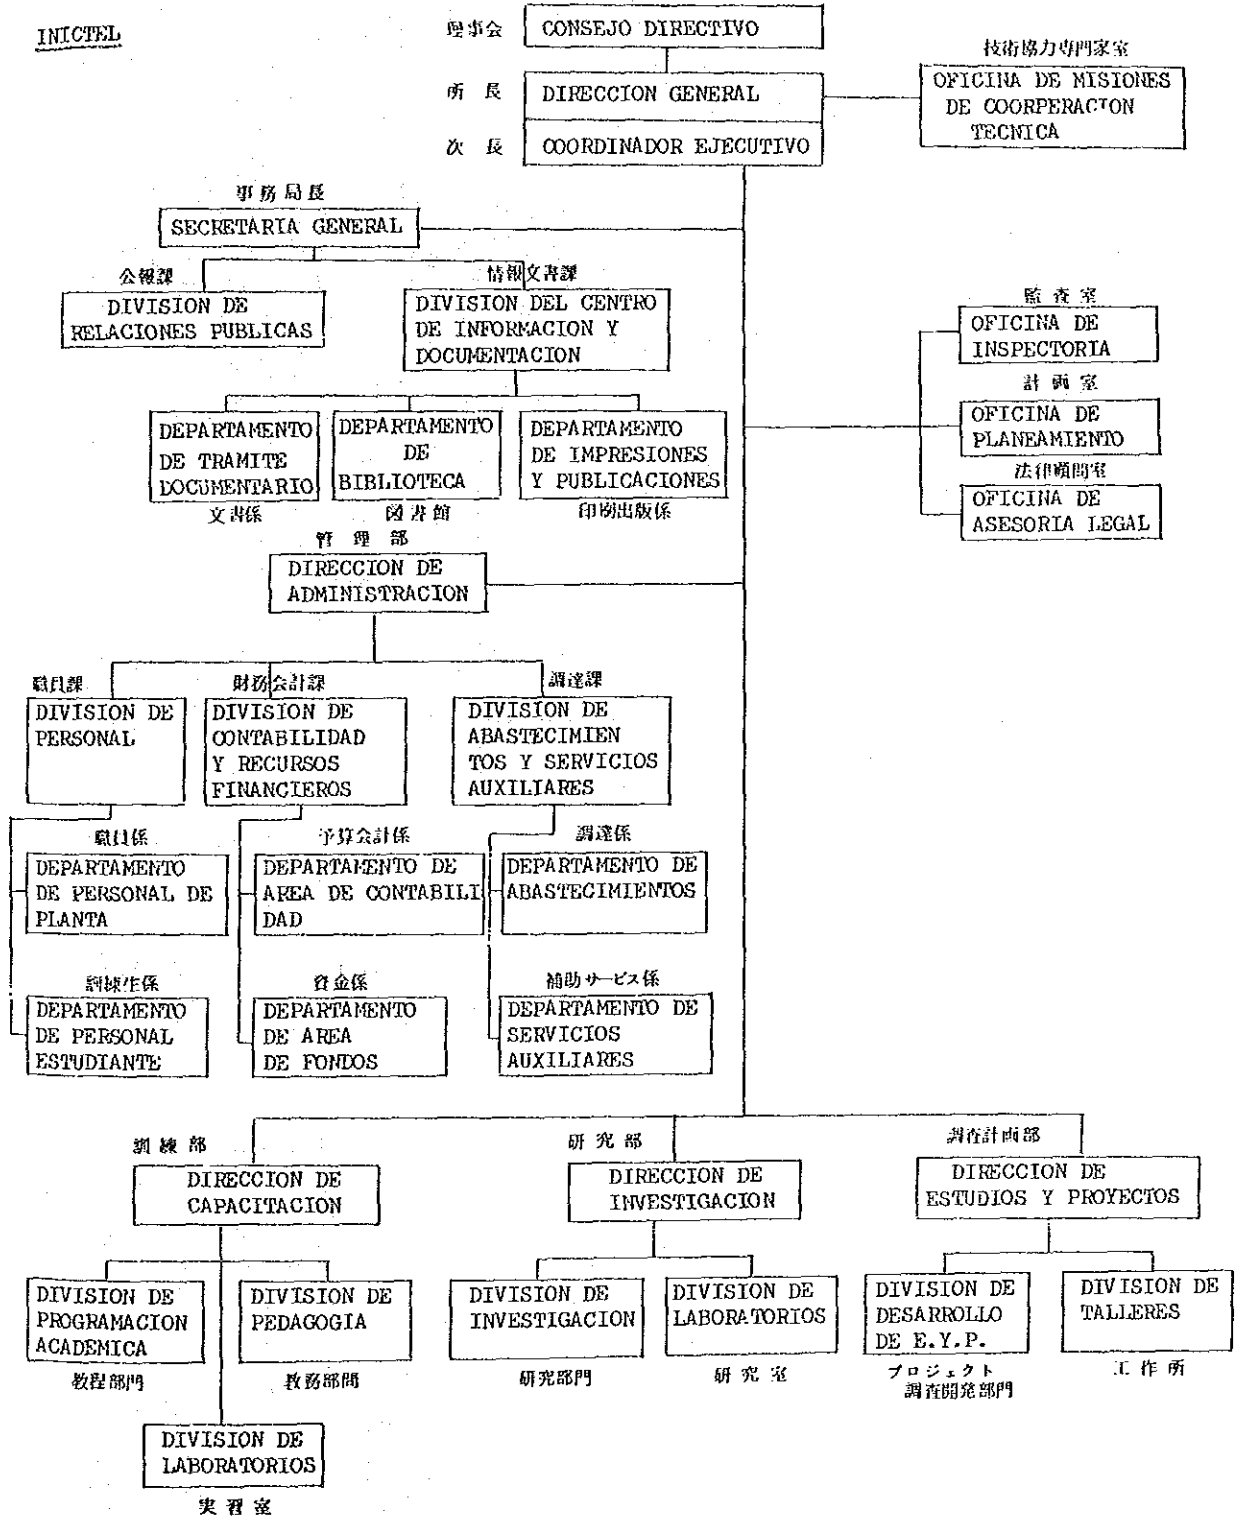 INICTEL
理事会
CONSEJO DIRECTIVO
所 長
DIRECCION GENERAL
次 長
COORDINADOR EJECUTIVO
技術協力専門家室
OFICINA DE MISIONES
DE COORPERACION
TECNICA
事務局長
SECRETARIA GENERAL
公報課
DIVISION DE
RELACIONES PUBLICAS
情報文書課
DIVISION DEL CENTRO
DE INFORMACION Y
DOCUMENTACION
監査室
OFICINA DE
INSPECTORIA
計画室
OFICINA DE
PLANEAMIENTO
法律顧問室
OFICINA DE
ASESORIA LEGAL
DEPARTAMENTO
DE TRAMITE
DOCUMENTARIO
文書係
DEPARTAMENTO
DE
BIBLIOTECA
図書館
DEPARTAMENTO
DE IMPRESIONES
Y PUBLICACIONES
印刷出版係
管理部
DIRECCION DE
ADMINISTRACION
職員課
DIVISION DE
PERSONAL
財務会計課
DIVISION DE
CONTABILIDAD
Y RECURSOS
FINANCIEROS
調達課
DIVISION DE
ABASTECIMIEN
TOS Y SERVICIOS
AUXILIARES
職員係
DEPARTAMENTO
DE PERSONAL DE
PLANTA
予算会計係
DEPARTAMENTO DE
AREA DE CONTABILI
DAD
調達係
DEPARTAMENTO DE
ABASTECIMIENTOS
訓練生係
DEPARTAMENTO
DE PERSONAL
ESTUDIANTE
資金係
DEPARTAMENTO
DE AREA
DE FONDOS
補助サービス係
DEPARTAMENTO DE
SERVICIOS
AUXILIARES
訓練部
DIRECCION DE
CAPACITACION
研究部
DIRECCION DE
INVESTIGACION
調査計画部
DIRECCION DE
ESTUDIOS Y PROYECTOS
DIVISION DE
PROGRAMACION
ACADEMICA
教程部門
DIVISION DE
PEDAGOGIA
教務部問
DIVISION DE
INVESTIGACION
研究部門
DIVISION DE
LABORATORIOS
研究室
DIVISION DE
DESARROLLO
DE E.Y.P.
プロジェクト
調査開発部門
DIVISION DE
TALLERES
工作所
DIVISION DE
LABORATORIOS
実習室